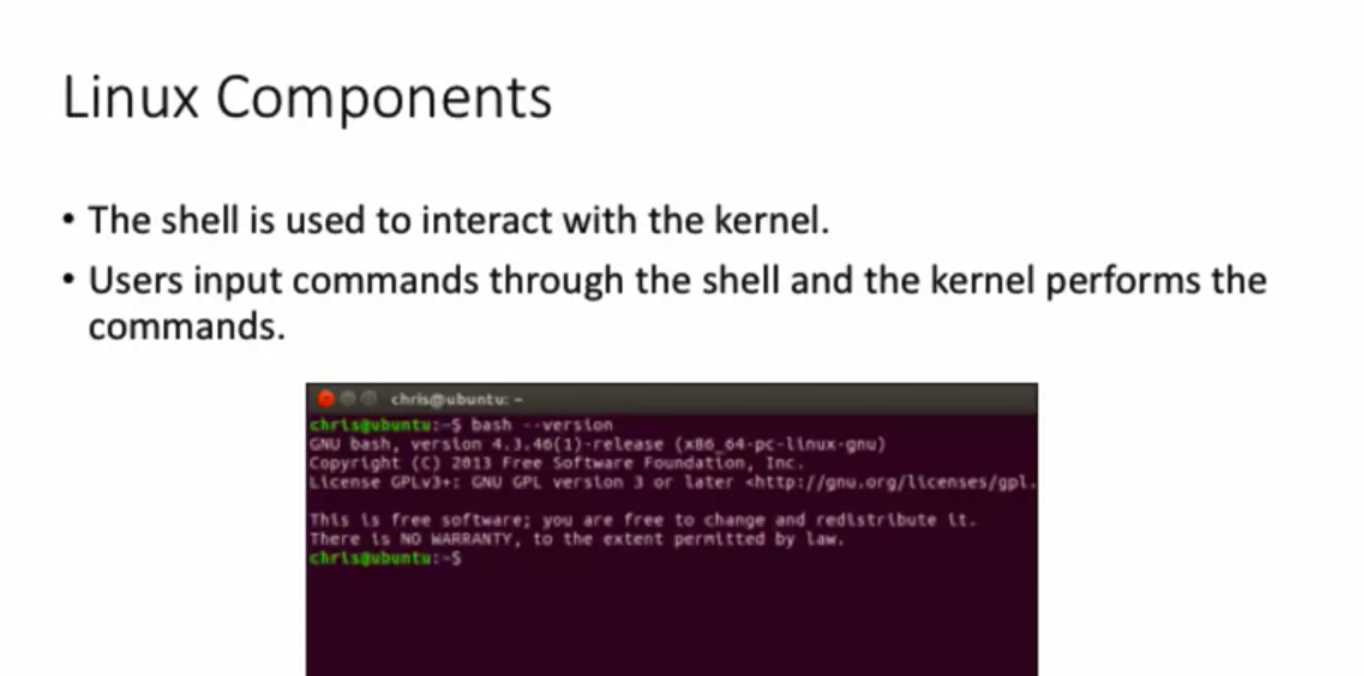 Linux Components
• The shell is used to interact with the kernel.
• Users input commands through the shell and the kernel performs the
commands.
chris@ubuntu: ~
chris@ubuntu:~$ bash --version
GNU bash, version 4.3.46(1)-release (x86_64-pc-linux-gnu)
Copyright (C) 2013 Free Software Foundation, Inc.
License GPLv3+: GNU GPL version 3 or later <http://gnu.org/licenses/gpl.
This is free software; you are free to change and redistribute it.
There is NO WARRANTY, to the extent permitted by law.
chris@ubuntu:~$